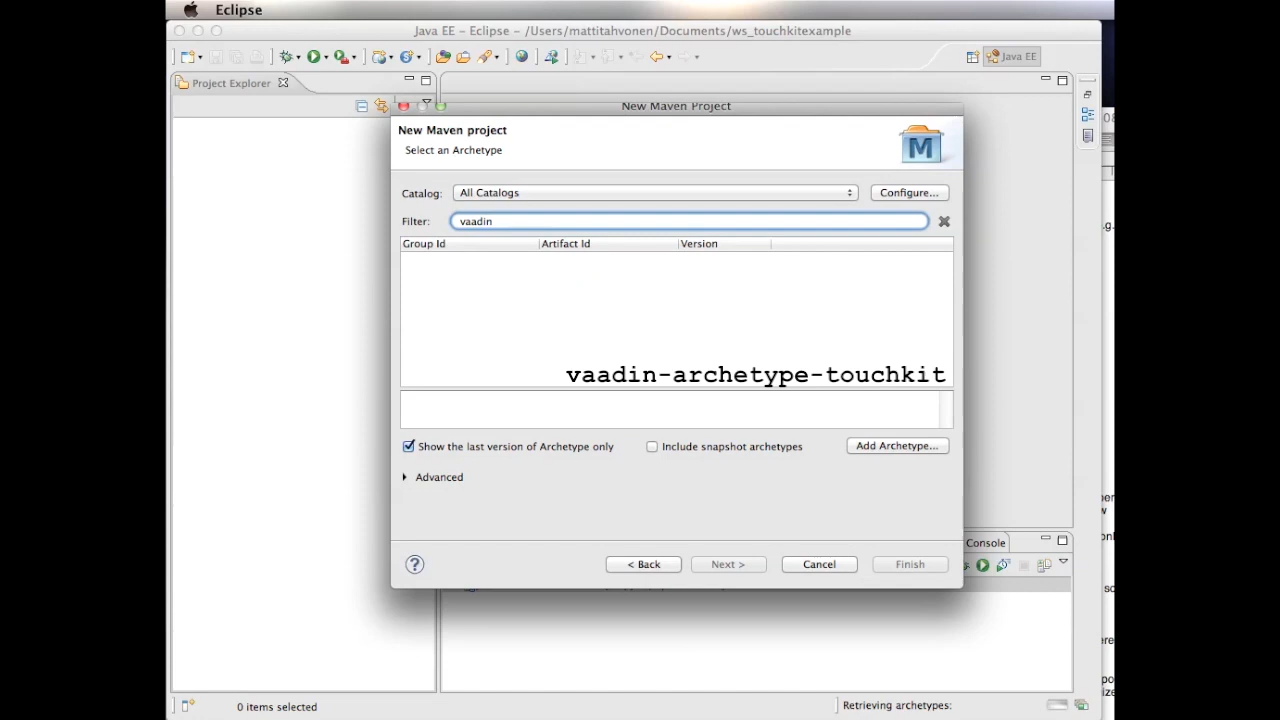 Eclipse
Java EE - Eclipse - /Users/mattitahvonen/Documents/ws_touchkitexample
Java EE
Project Explorer
New Maven Project
New Maven project
Select an Archetype
M
Catalog: All Catalogs Configure...
Filter: vaadin
Group Id Artifact Id Version
vaadin-archetype-touchkit
Show the last version of Archetype only Include snapshot archetypes Add Archetype...
Advanced
Console
? < Back Next > Cancel Finish
0 items selected Retrieving archetypes: